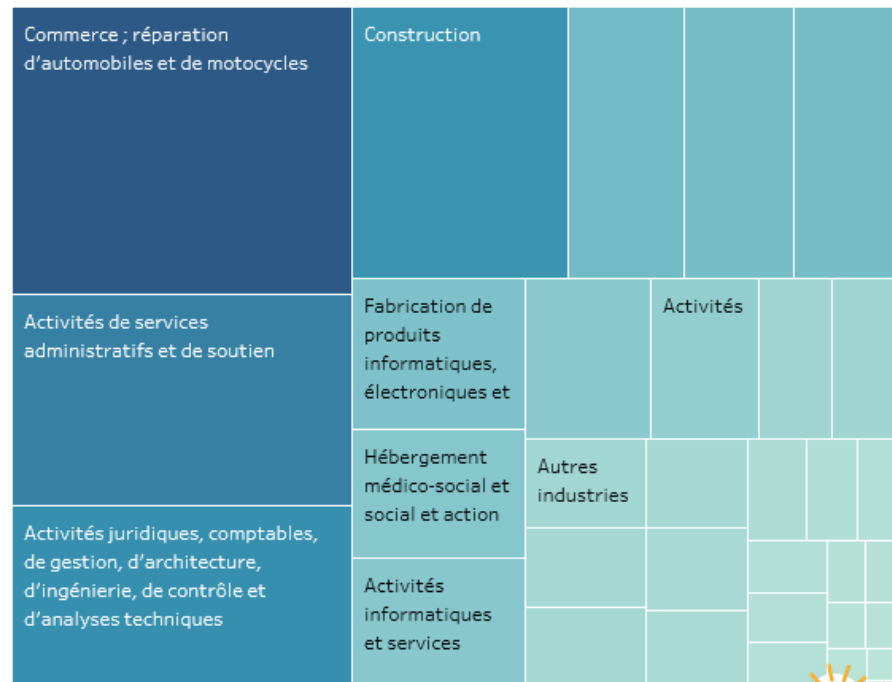 Commerce ; réparation
d’automobiles et de motocycles
Activités de services
administratifs et de soutien
Activités juridiques, comptables,
de gestion, d’architecture,
d’ingénierie, de contrôle et
d’analyses techniques
Construction
Fabrication de
produits
informatiques,
électroniques et
Hébergement
médico-social et
social et action
Activités
informatiques
et services
Activités
Autres
industries